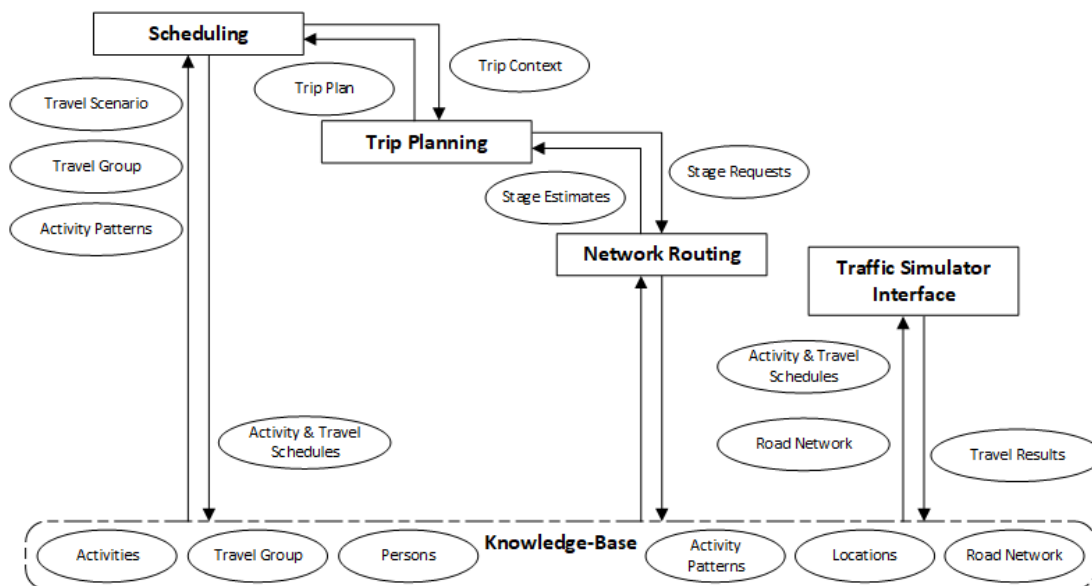 Scheduling
Travel Scenario
Trip Plan
Trip Context
Trip Planning
Travel Group
Stage Requests
Stage Estimates
Activity Patterns
Network Routing
Traffic Simulator
Interface
Activity & Travel
Schedules
Activity & Travel
Schedules
Road Network
Travel Results
Knowledge-Base
Activities
Travel Group
Persons
Activity
Patterns
Locations
Road Network